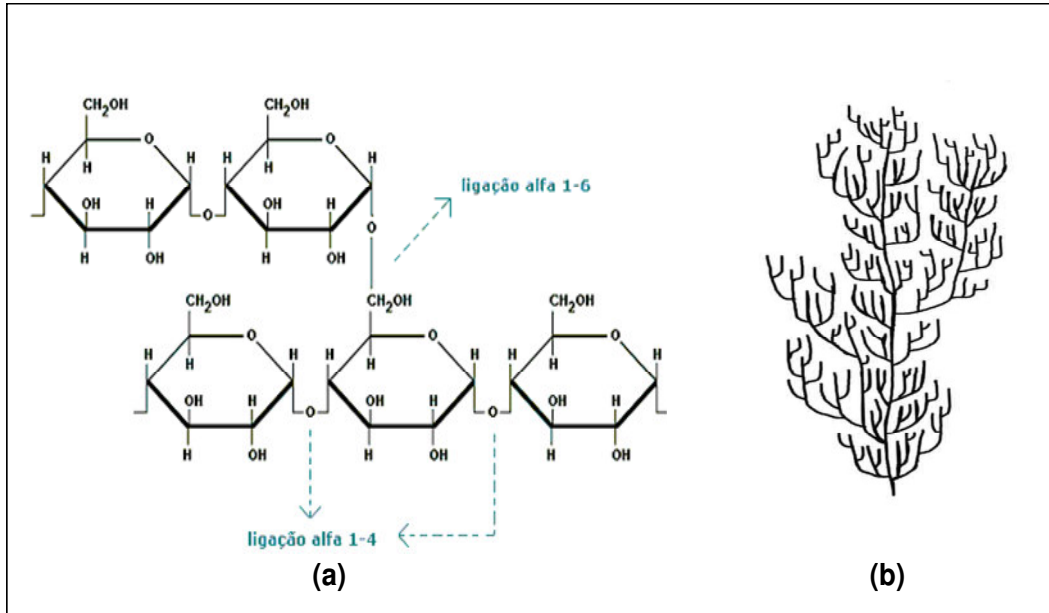 CH2OH CH2OH
H O H H O H
H H
OH H O OH H O
H OH H OH
ligação alfa 1-6
CH2OH CH2OH CH2OH
H O H H O H H O H
H H H
OH H O OH H O OH H
H OH H OH H OH
ligação alfa 1-4
(a) (b)